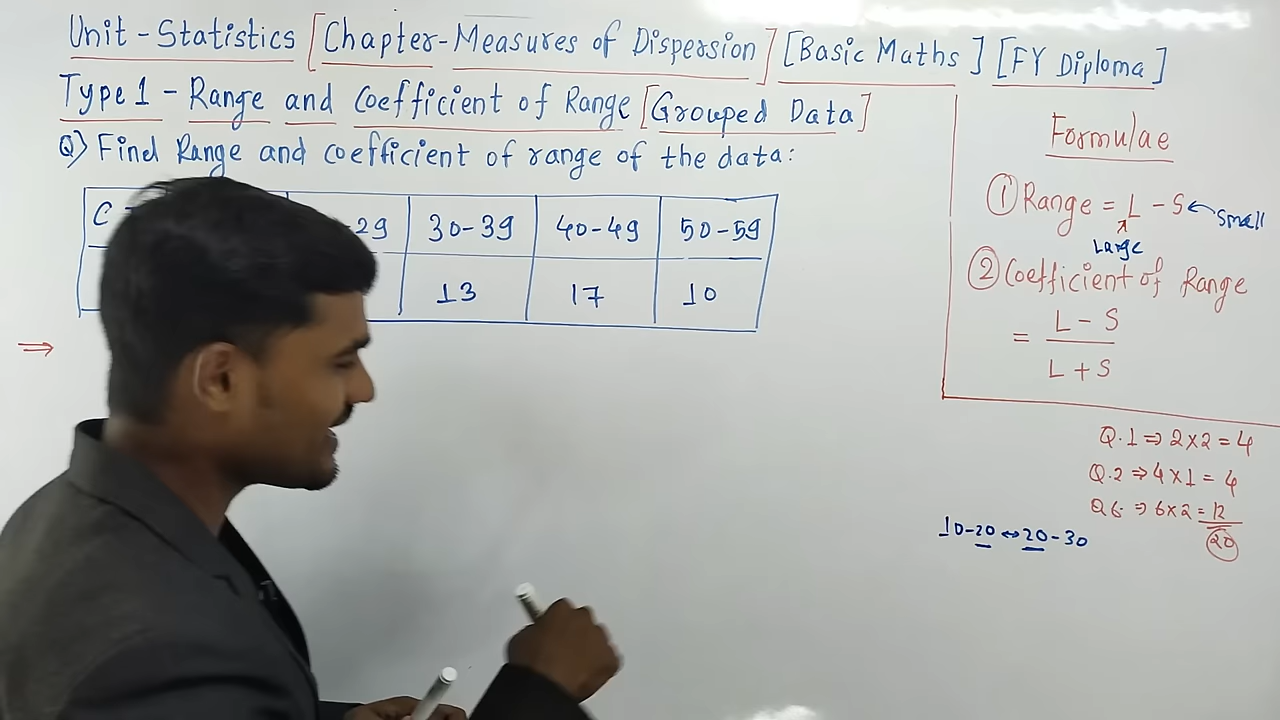 Unit - Statistics [Chapter - Measures of Dispersion] [Basic Maths] [FY Diploma]
Type 1 - Range and Coefficient of Range [Grouped Data]
Q) Find Range and coefficient of range of the data:
C 29 30-39 40-49 50-59
13 17 10
⇒
Formulae
① Range = L - S Small
Large
② Coefficient of Range
= L - S
L + S
Q.1 ⇒ 2×2 = 4
Q.2 ⇒ 4×1 = 4
Q6 ⇒ 6×2 = 12
20
10-20 ↔ 20-30